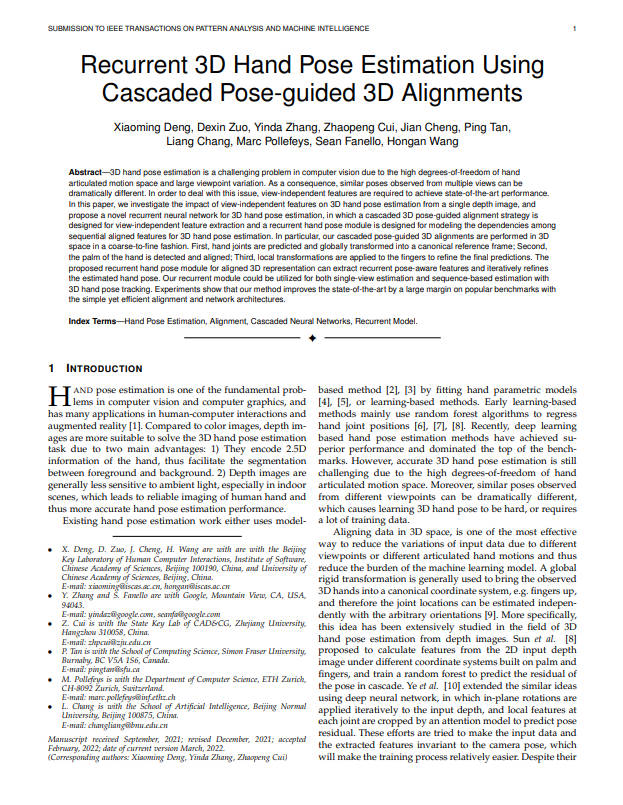 SUBMISSION TO IEEE TRANSACTIONS ON PATTERN ANALYSIS AND MACHINE INTELLIGENCE 1
Recurrent 3D Hand Pose Estimation Using
Cascaded Pose-guided 3D Alignments
Xiaoming Deng, Dexin Zuo, Yinda Zhang, Zhaopeng Cui, Jian Cheng, Ping Tan,
Liang Chang, Marc Pollefeys, Sean Fanello, Hongan Wang
Abstract—3D hand pose estimation is a challenging problem in computer vision due to the high degrees-of-freedom of hand
articulated motion space and large viewpoint variation. As a consequence, similar poses observed from multiple views can be
dramatically different. In order to deal with this issue, view-independent features are required to achieve state-of-the-art performance.
In this paper, we investigate the impact of view-independent features on 3D hand pose estimation from a single depth image, and
propose a novel recurrent neural network for 3D hand pose estimation, in which a cascaded 3D pose-guided alignment strategy is
designed for view-independent feature extraction and a recurrent hand pose module is designed for modeling the dependencies among
sequential aligned features for 3D hand pose estimation. In particular, our cascaded pose-guided 3D alignments are performed in 3D
space in a coarse-to-fine fashion. First, hand joints are predicted and globally transformed into a canonical reference frame; Second,
the palm of the hand is detected and aligned; Third, local transformations are applied to the fingers to refine the final predictions. The
proposed recurrent hand pose module for aligned 3D representation can extract recurrent pose-aware features and iteratively refines
the estimated hand pose. Our recurrent module could be utilized for both single-view estimation and sequence-based estimation with
3D hand pose tracking. Experiments show that our method improves the state-of-the-art by a large margin on popular benchmarks with
the simple yet efficient alignment and network architectures.
Index Terms—Hand Pose Estimation, Alignment, Cascaded Neural Networks, Recurrent Model.
1 INTRODUCTION
HAND pose estimation is one of the fundamental prob-
lems in computer vision and computer graphics, and
has many applications in human-computer interactions and
augmented reality [1]. Compared to color images, depth im-
ages are more suitable to solve the 3D hand pose estimation
task due to two main advantages: 1) They encode 2.5D
information of the hand, thus facilitate the segmentation
between foreground and background. 2) Depth images are
generally less sensitive to ambient light, especially in indoor
scenes, which leads to reliable imaging of human hand and
thus more accurate hand pose estimation performance.
Existing hand pose estimation work either uses model-
• X. Deng, D. Zuo, J. Cheng, H. Wang are with are with the Beijing
Key Laboratory of Human Computer Interactions, Institute of Software,
Chinese Academy of Sciences, Beijing 100190, China, and University of
Chinese Academy of Sciences, Beijing, China.
E-mail: xiaoming@iscas.ac.cn, hongan@iscas.ac.cn
• Y. Zhang and S. Fanello are with Google, Mountain View, CA, USA,
94043.
E-mail: yindaz@google.com, seanfa@google.com
• Z. Cui is with the State Key Lab of CAD&CG, Zhejiang University,
Hangzhou 310058, China.
E-mail: zhpcui@zju.edu.cn
• P. Tan is with the School of Computing Science, Simon Fraser University,
Burnaby, BC V5A 1S6, Canada.
E-mail: pingtan@sfu.ca
• M. Pollefeys is with the Department of Computer Science, ETH Zurich,
CH-8092 Zurich, Switzerland.
E-mail: marc.pollefeys@inf.ethz.ch
• L. Chang is with the School of Artificial Intelligence, Beijing Normal
University, Beijing 100875, China.
E-mail: changliang@bnu.edu.cn
Manuscript received September, 2021; revised December, 2021; accepted
February, 2022; date of current version March, 2022.
(Corresponding authors: Xiaoming Deng, Yinda Zhang, Zhaopeng Cui)
based method [2], [3] by fitting hand parametric models
[4], [5], or learning-based methods. Early learning-based
methods mainly use random forest algorithms to regress
hand joint positions [6], [7], [8]. Recently, deep learning
based hand pose estimation methods have achieved su-
perior performance and dominated the top of the bench-
marks. However, accurate 3D hand pose estimation is still
challenging due to the high degrees-of-freedom of hand
articulated motion space. Moreover, similar poses observed
from different viewpoints can be dramatically different,
which causes learning 3D hand pose to be hard, or requires
a lot of training data.
Aligning data in 3D space, is one of the most effective
way to reduce the variations of input data due to different
viewpoints or different articulated hand motions and thus
reduce the burden of the machine learning model. A global
rigid transformation is generally used to bring the observed
3D hands into a canonical coordinate system, e.g. fingers up,
and therefore the joint locations can be estimated indepen-
dently with the arbitrary orientations [9]. More specifically,
this idea has been extensively studied in the field of 3D
hand pose estimation from depth images. Sun et al. [8]
proposed to calculate features from the 2D input depth
image under different coordinate systems built on palm and
fingers, and train a random forest to predict the residual of
the pose in cascade. Ye et al. [10] extended the similar ideas
using deep neural network, in which in-plane rotations are
applied iteratively to the input depth, and local features at
each joint are cropped by an attention model to predict pose
residual. These efforts are tried to make the input data and
the extracted features invariant to the camera pose, which
will make the training process relatively easier. Despite their